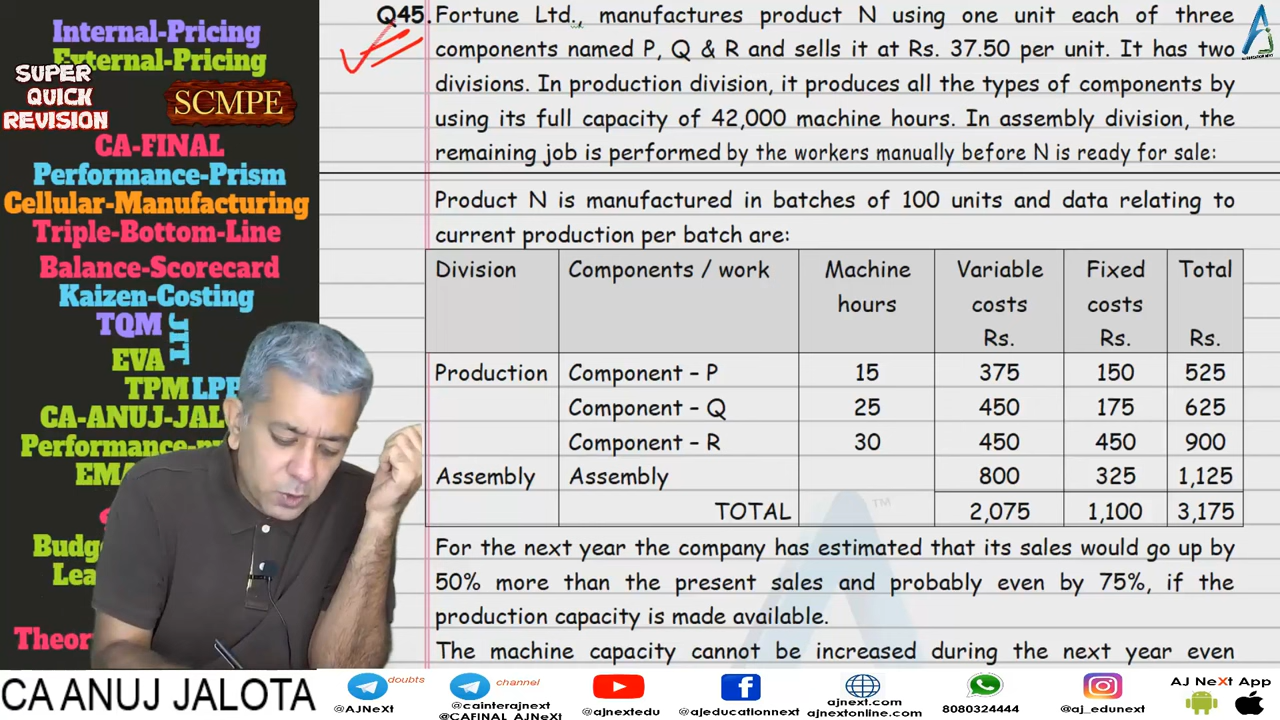 Internal-Pricing
External-Pricing
SUPER
QUICK
REVISION
SCMPE
CA-FINAL
Performance-Prism
Cellular-Manufacturing
Triple-Bottom-Line
Balance-Scorecard
Kaizen-Costing
TQM
JIT
EVA
TPM LPP
CA-ANUJ-JAL
Performance-
EMA
Budg
Lea
Theor
Q45. Fortune Ltd., manufactures product N using one unit each of three
components named P, Q & R and sells it at Rs. 37.50 per unit. It has two
divisions. In production division, it produces all the types of components by
using its full capacity of 42,000 machine hours. In assembly division, the
remaining job is performed by the workers manually before N is ready for sale:
Product N is manufactured in batches of 100 units and data relating to
current production per batch are:
Division Components / work Machine hours Variable costs Rs. Fixed costs Rs. Total Rs.
Production Component – P 15 375 150 525
Component – Q 25 450 175 625
Component – R 30 450 450 900
Assembly Assembly 800 325 1,125
TOTAL 2,075 1,100 3,175
For the next year the company has estimated that its sales would go up by
50% more than the present sales and probably even by 75%, if the
production capacity is made available.
The machine capacity cannot be increased during the next year even
TM
CA ANUJ JALOTA
doubts
@AJNeXt
channel
@cainterajnext
@CAFINAL_AJNeXt
@ajnextedu
@ajeducationnext
ajnext.com
ajnextonline.com
8080324444
@aj_edunext
AJ NeXt App